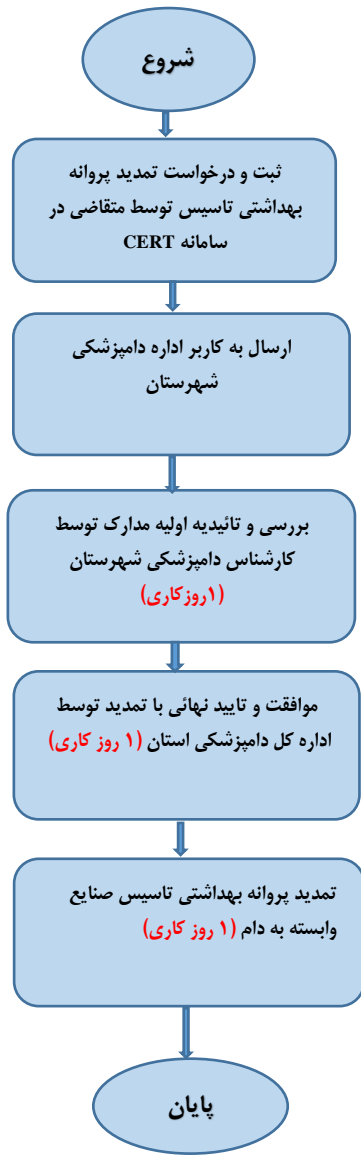 شروع
ثبت و درخواست تمدید پروانه
بهداشتی تاسیس توسط متقاضی در
سامانه CERT
ارسال به کاربر اداره دامپزشکی
شهرستان
بررسی و تائیدیه اولیه مدارک توسط
کارشناس دامپزشکی شهرستان
(۱روزکاری)
موافقت و تایید نهائی با تمدید توسط
اداره کل دامپزشکی استان (۱ روز کاری)
تمدید پروانه بهداشتی تاسیس صنایع
وابسته به دام (۱ روز کاری)
پایان